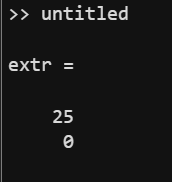 >> untitled
extr =
25
0